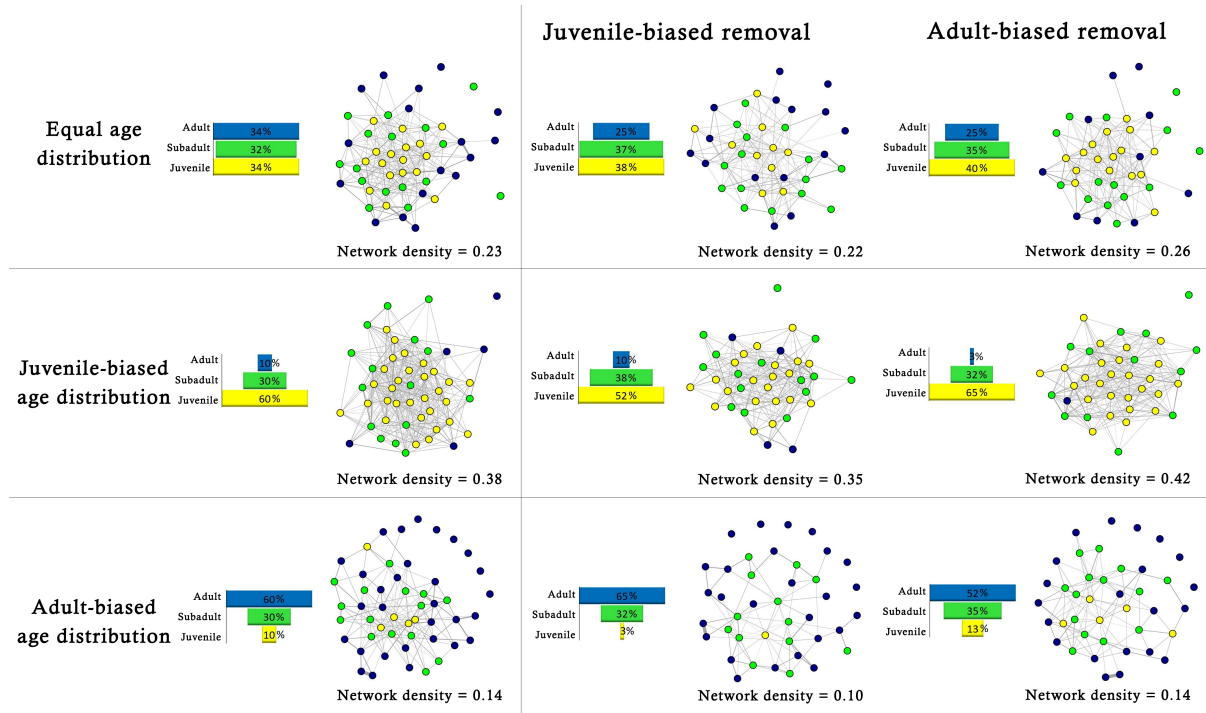 Juvenile-biased removal
Adult-biased removal
Equal age
distribution
Adult 34%
Subadult 32%
Juvenile 34%
Network density = 0.23
Adult 25%
Subadult 37%
Juvenile 38%
Network density = 0.22
Adult 25%
Subadult 35%
Juvenile 40%
Network density = 0.26
Juvenile-biased
age distribution
Adult 10%
Subadult 30%
Juvenile 60%
Network density = 0.38
Adult 10%
Subadult 38%
Juvenile 52%
Network density = 0.35
Adult 3%
Subadult 32%
Juvenile 65%
Network density = 0.42
Adult-biased
age distribution
Adult 60%
Subadult 30%
Juvenile 10%
Network density = 0.14
Adult 65%
Subadult 32%
Juvenile 3%
Network density = 0.10
Adult 52%
Subadult 35%
Juvenile 13%
Network density = 0.14